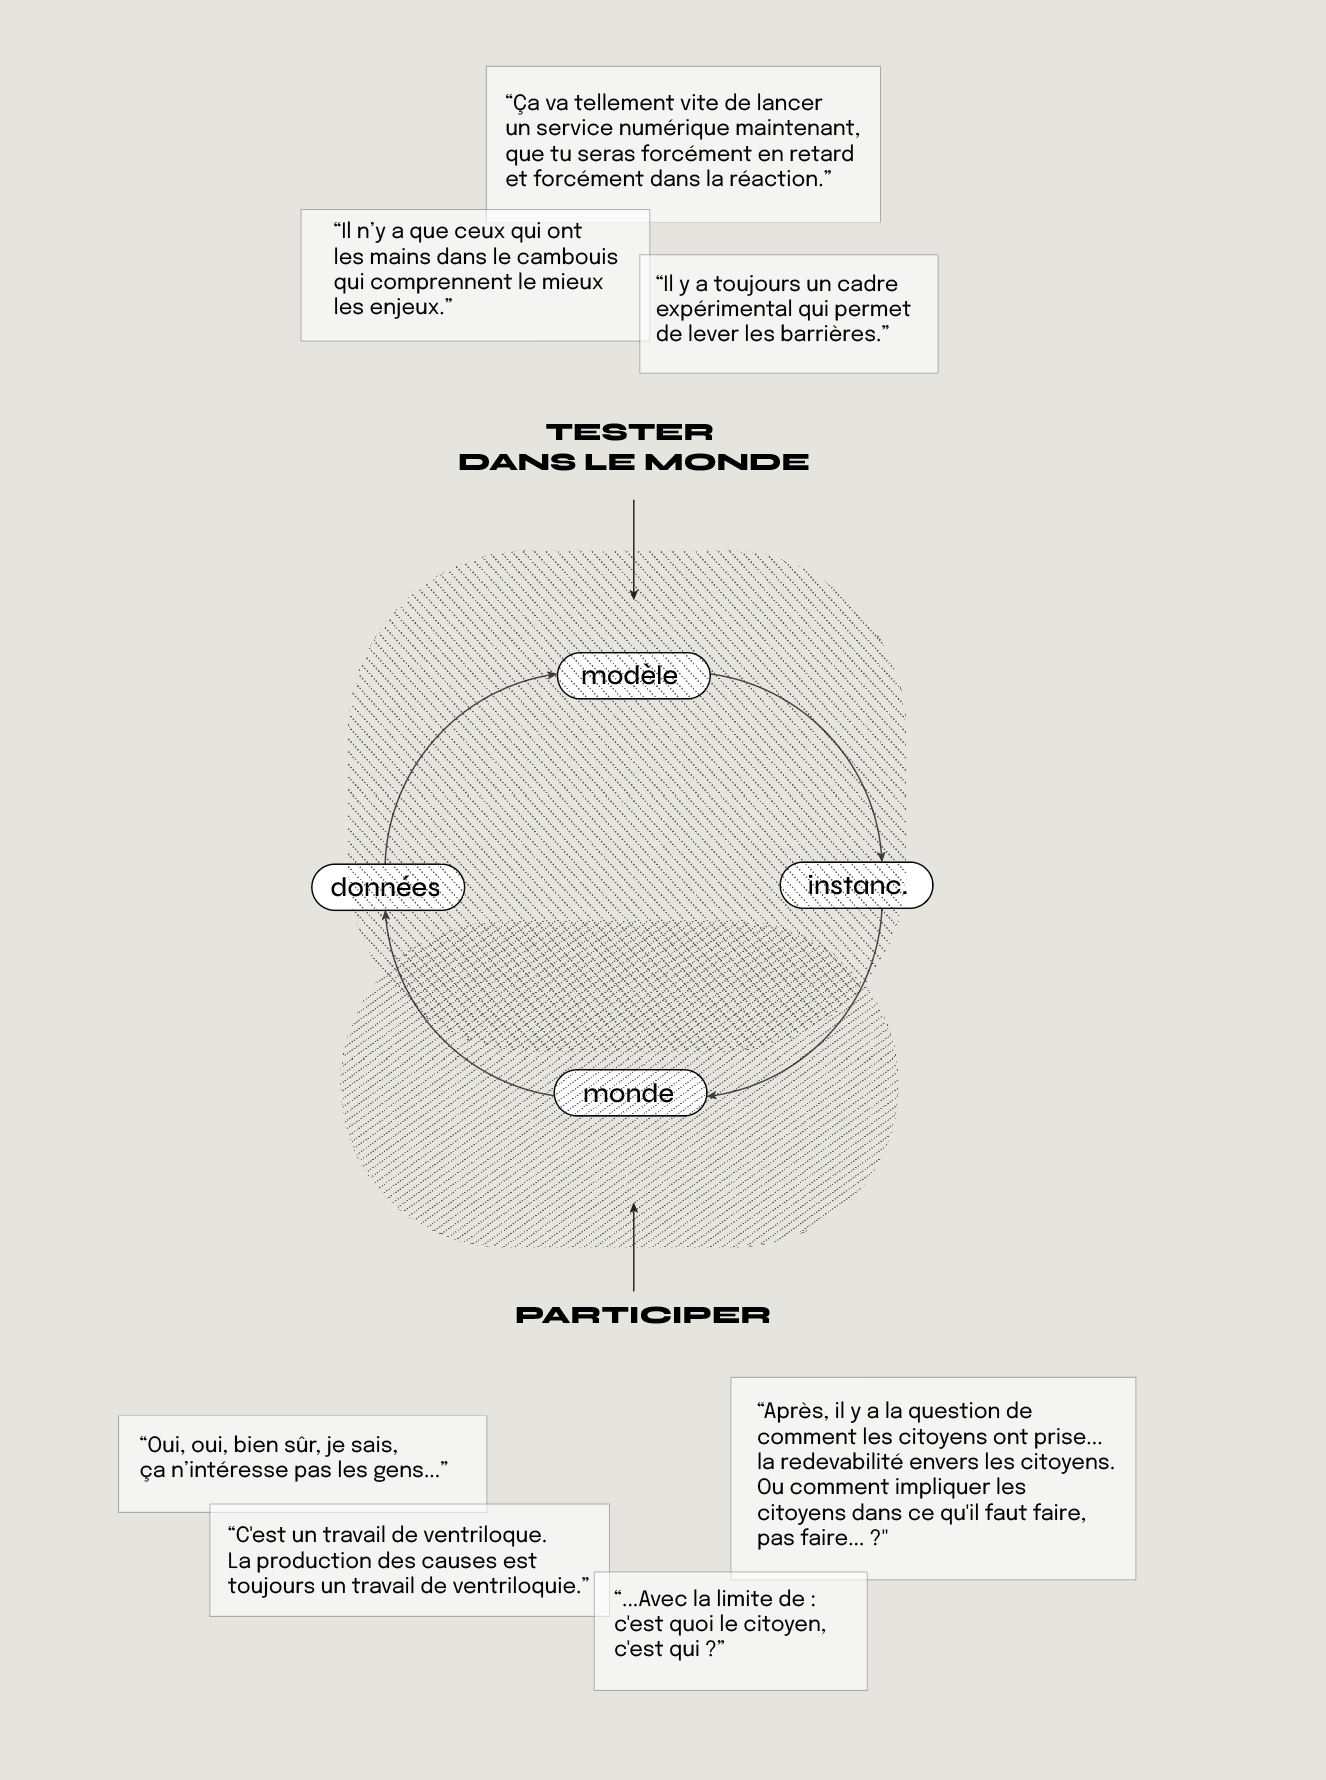 “Ça va tellement vite de lancer
un service numérique maintenant,
que tu seras forcément en retard
et forcément dans la réaction.”
“Il n’y a que ceux qui ont
les mains dans le cambouis
qui comprennent le mieux
les enjeux.”
“Il y a toujours un cadre
expérimental qui permet
de lever les barrières.”
TESTER
DANS LE MONDE
modèle
données
instanc.
monde
PARTICIPER
“Oui, oui, bien sûr, je sais,
ça n’intéresse pas les gens...”
“C'est un travail de ventriloque.
La production des causes est
toujours un travail de ventriloquie.”
“Après, il y a la question de
comment les citoyens ont prise...
la redevabilité envers les citoyens.
Ou comment impliquer les
citoyens dans ce qu'il faut faire,
pas faire... ?"
“...Avec la limite de :
c'est quoi le citoyen,
c'est qui ?”